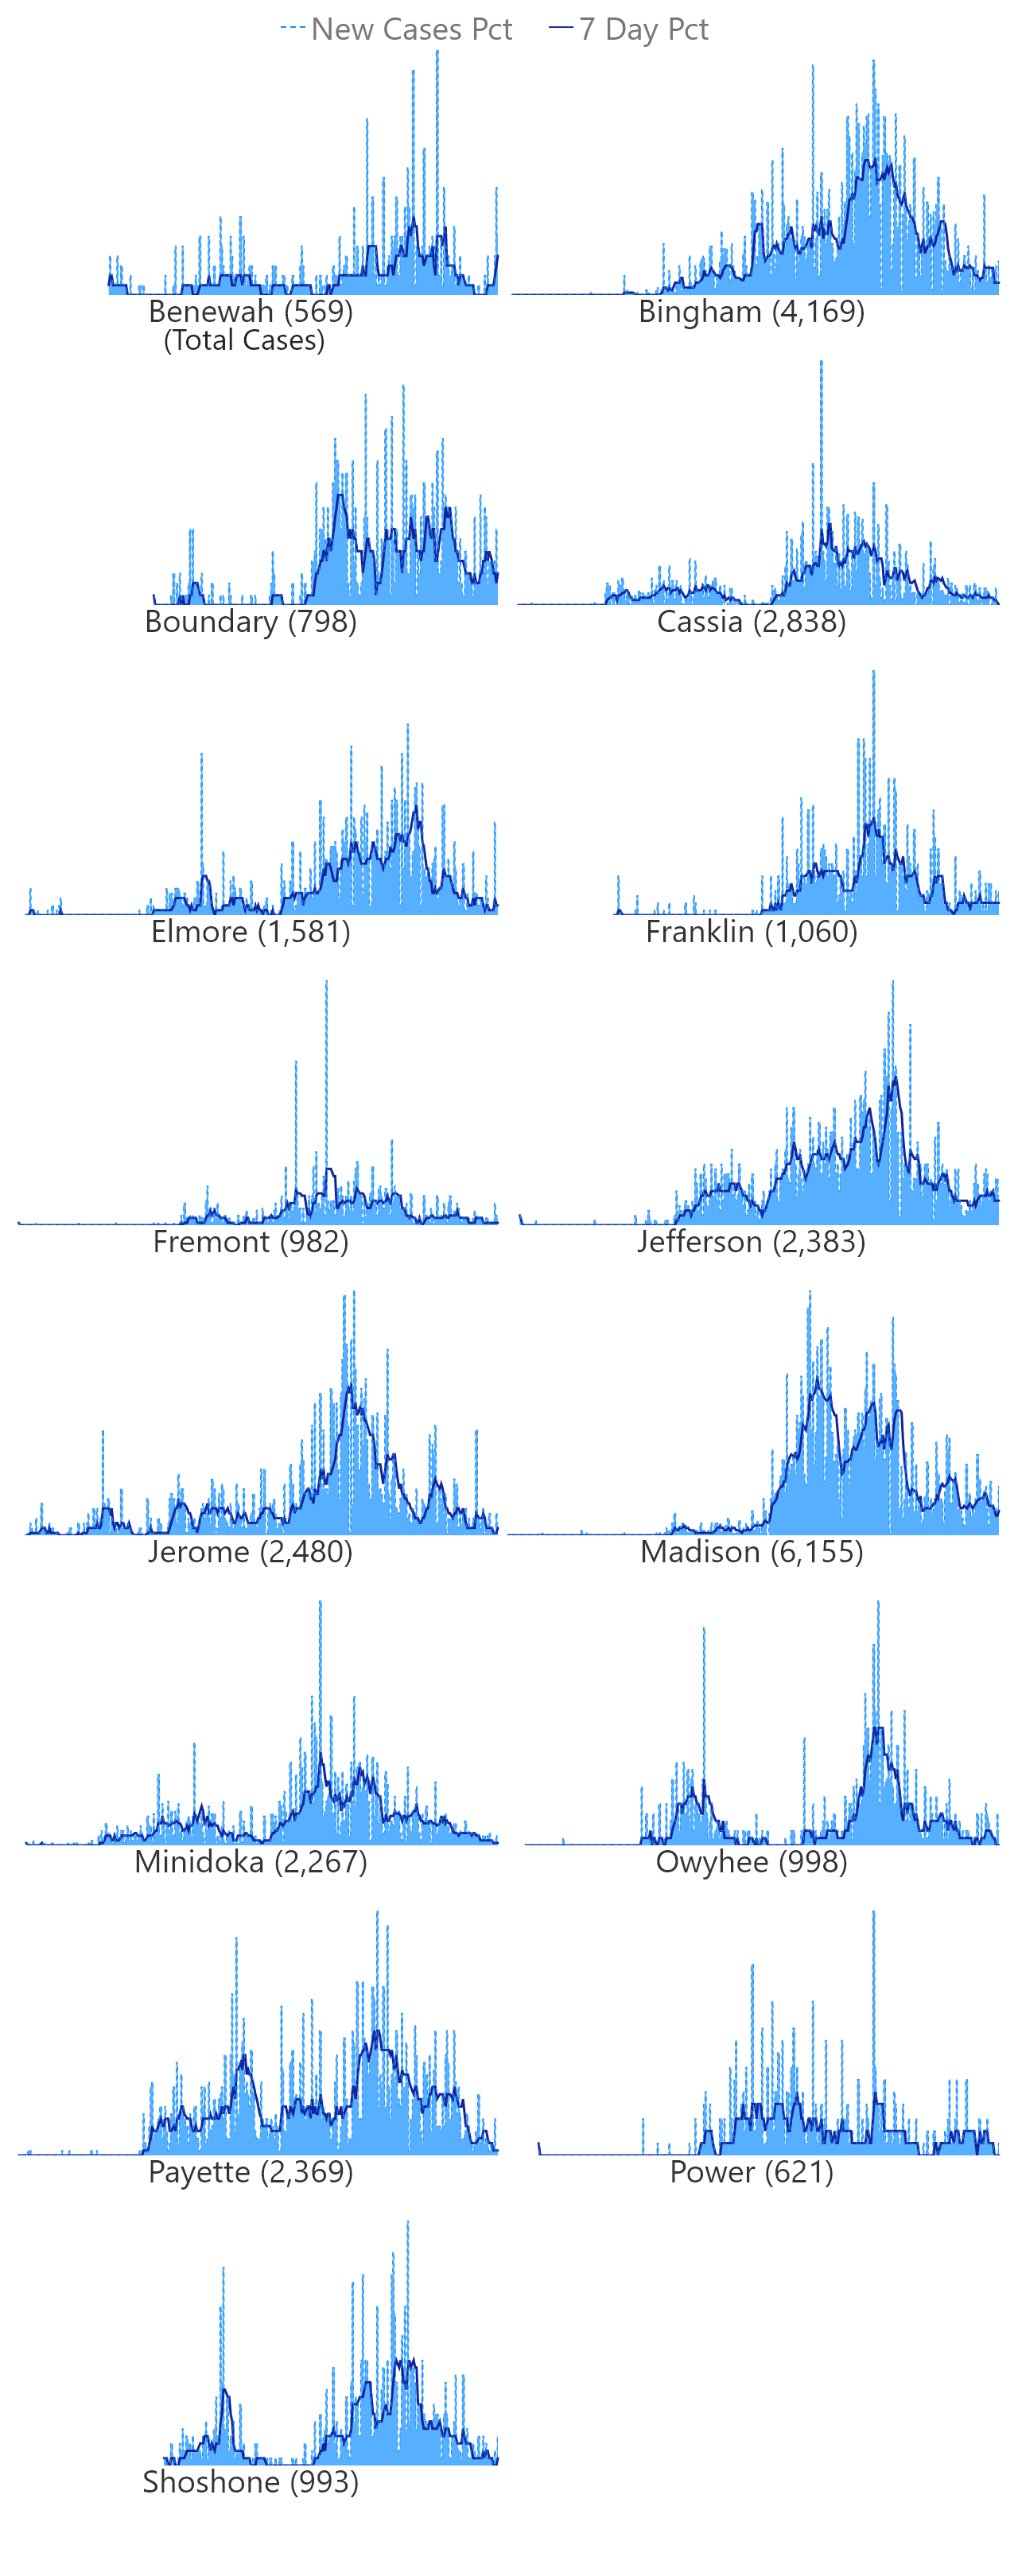 New Cases Pct 7 Day Pct
Benewah (569)
(Total Cases)
Bingham (4,169)
Boundary (798)
Cassia (2,838)
Elmore (1,581)
Franklin (1,060)
Fremont (982)
Jefferson (2,383)
Jerome (2,480)
Madison (6,155)
Minidoka (2,267)
Owyhee (998)
Payette (2,369)
Power (621)
Shoshone (993)